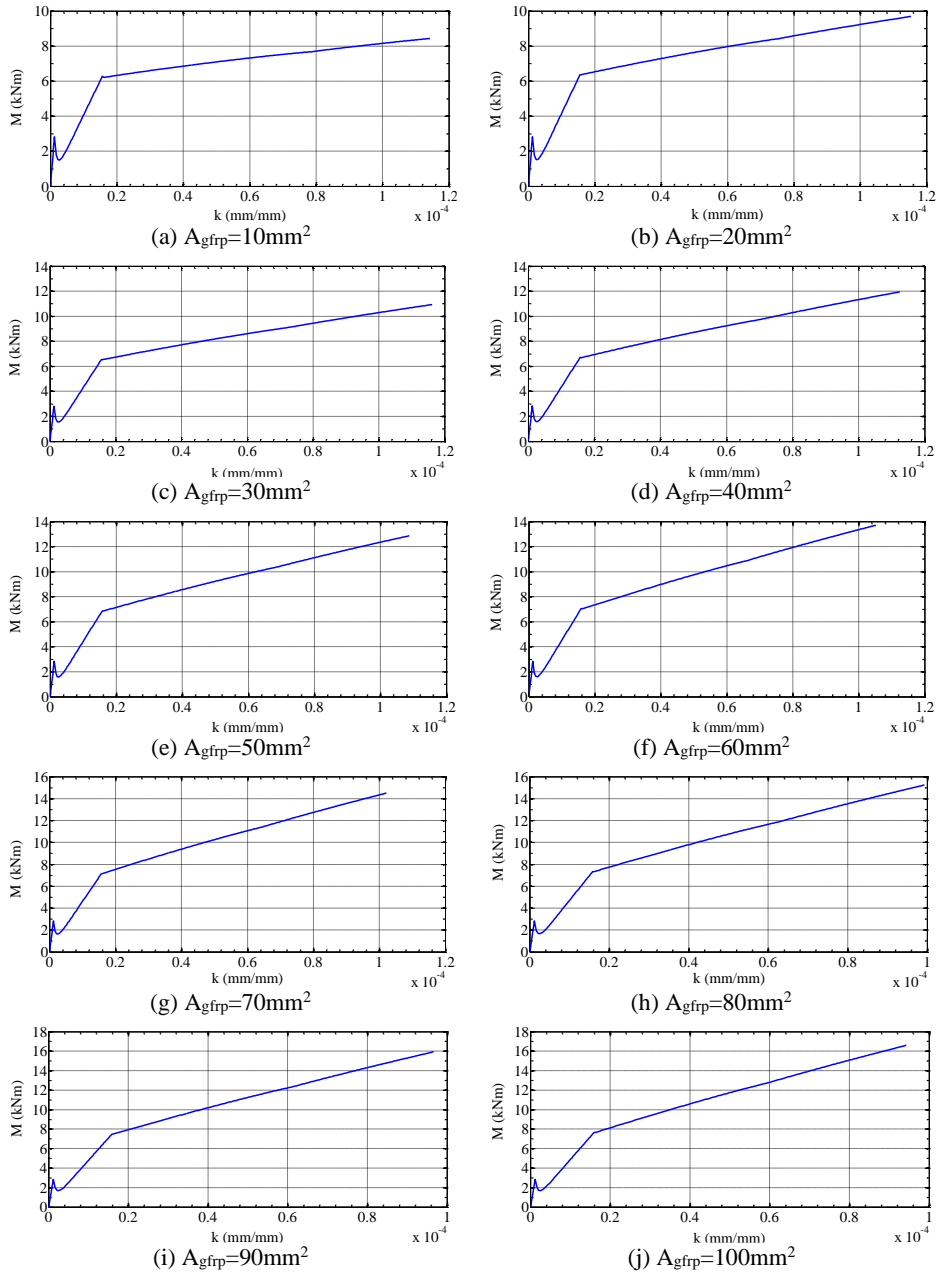 10
8
6
4
2
0
M (kNm)
0 0.2 0.4 0.6 0.8 1 1.2
x 10⁻⁴
k (mm/mm)
(a) Agfrp=10mm²
10
8
6
4
2
0
M (kNm)
0 0.2 0.4 0.6 0.8 1 1.2
x 10⁻⁴
k (mm/mm)
(b) Agfrp=20mm²
14
12
10
8
6
4
2
0
M (kNm)
0 0.2 0.4 0.6 0.8 1 1.2
x 10⁻⁴
k (mm/mm)
(c) Agfrp=30mm²
14
12
10
8
6
4
2
0
M (kNm)
0 0.2 0.4 0.6 0.8 1 1.2
x 10⁻⁴
k (mm/mm)
(d) Agfrp=40mm²
14
12
10
8
6
4
2
0
M (kNm)
0 0.2 0.4 0.6 0.8 1 1.2
x 10⁻⁴
k (mm/mm)
(e) Agfrp=50mm²
14
12
10
8
6
4
2
0
M (kNm)
0 0.2 0.4 0.6 0.8 1 1.2
x 10⁻⁴
k (mm/mm)
(f) Agfrp=60mm²
16
14
12
10
8
6
4
2
0
M (kNm)
0 0.2 0.4 0.6 0.8 1 1.2
x 10⁻⁴
k (mm/mm)
(g) Agfrp=70mm²
16
14
12
10
8
6
4
2
0
M (kNm)
0 0.2 0.4 0.6 0.8 1
x 10⁻⁴
k (mm/mm)
(h) Agfrp=80mm²
18
16
14
12
10
8
6
4
2
0
M (kNm)
0 0.2 0.4 0.6 0.8 1
x 10⁻⁴
k (mm/mm)
(i) Agfrp=90mm²
18
16
14
12
10
8
6
4
2
0
M (kNm)
0 0.2 0.4 0.6 0.8 1
x 10⁻⁴
k (mm/mm)
(j) Agfrp=100mm²